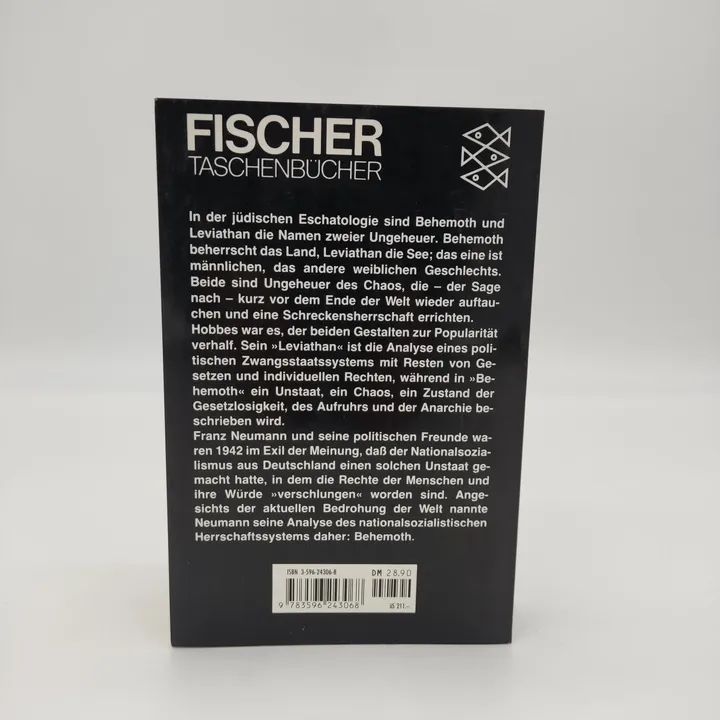 FISCHER
TASCHENBÜCHER
In der jüdischen Eschatologie sind Behemoth und
Leviathan die Namen zweier Ungeheuer. Behemoth
beherrscht das Land, Leviathan die See; das eine ist
männlichen, das andere weiblichen Geschlechts.
Beide sind Ungeheuer des Chaos, die – der Sage
nach – kurz vor dem Ende der Welt wieder auftau-
chen und eine Schreckensherrschaft errichten.
Hobbes war es, der beiden Gestalten zur Popularität
verhalf. Sein »Leviathan« ist die Analyse eines poli-
tischen Zwangsstaatssystems mit Resten von Ge-
setzen und individuellen Rechten, während in »Be-
hemoth« ein Unstaat, ein Chaos, ein Zustand der
Gesetzlosigkeit, des Aufruhrs und der Anarchie be-
schrieben wird.
Franz Neumann und seine politischen Freunde wa-
ren 1942 im Exil der Meinung, daß der Nationalsozia-
lismus aus Deutschland einen solchen Unstaat ge-
macht hatte, in dem die Rechte der Menschen und
ihre Würde »verschlungen« worden sind. Ange-
sichts der aktuellen Bedrohung der Welt nannte
Neumann seine Analyse des nationalsozialistischen
Herrschaftssystems daher: Behemoth.
ISBN 3-596-24306-8 DM 28.90
9 783596 243068 öS 211.–